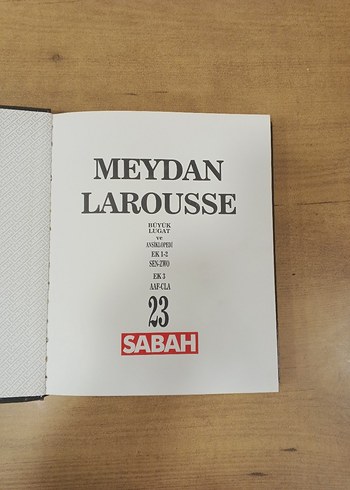 MEYDAN
LAROUSSE
BÜYÜK
LUGAT
ve
ANSİKLOPEDİ
EK 1-2
SEN-ZWO
EK 3
AAF-CLA
23
SABAH